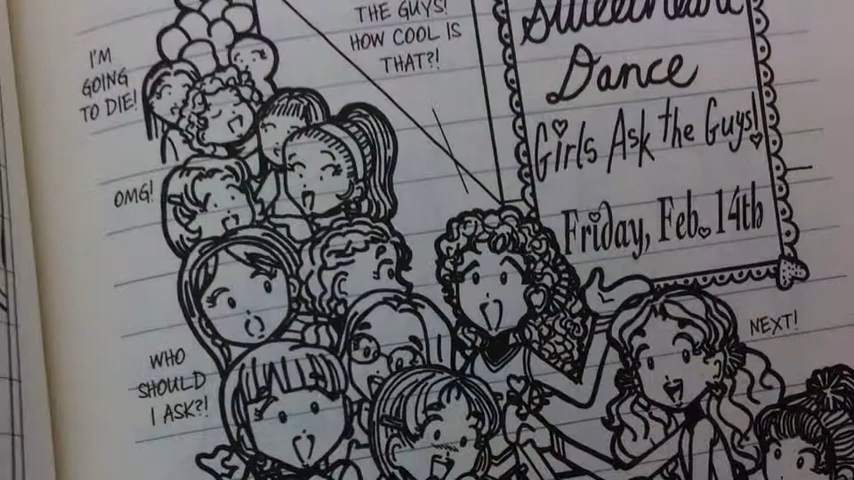 THE GUYS!
HOW COOL IS
THAT?!
I'M
GOING
TO DIE!
OMG!
WHO
SHOULD
I ASK?!
Sweetheart
Dance
Girls Ask the Guys!
Friday, Feb. 14th
NEXT!